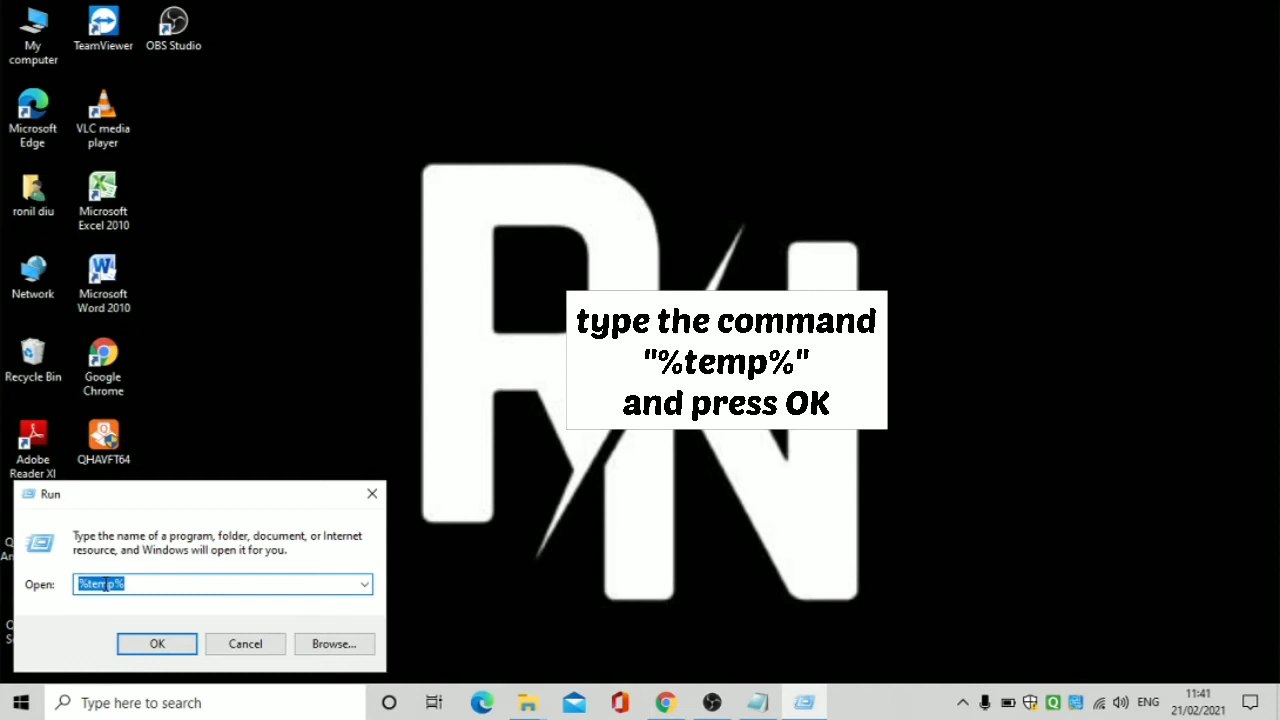 My
computer
TeamViewer
OBS Studio
Microsoft
Edge
VLC media
player
ronil diu
Microsoft
Excel 2010
Network
Microsoft
Word 2010
Recycle Bin
Google
Chrome
Adobe
Reader XI
QHAVFT64
RN
type the command
"%temp%"
and press OK
Run
Type the name of a program, folder, document, or Internet
resource, and Windows will open it for you.
Open:
%temp%
OK
Cancel
Browse...
Type here to search
ENG
11:41
21/02/2021